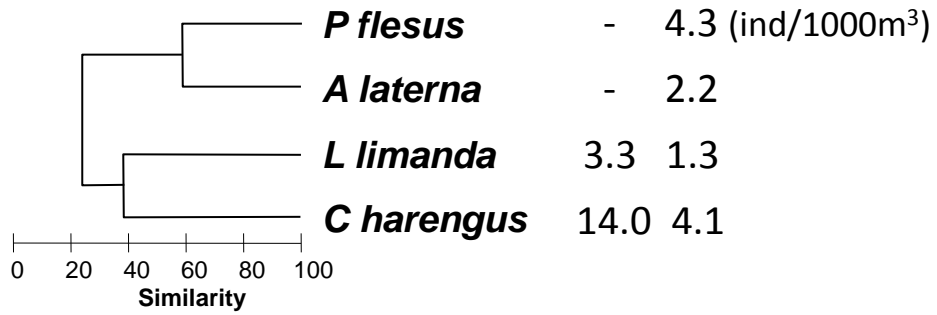 P flesus - 4.3 (ind/1000m³)
A laterna - 2.2
L limanda 3.3 1.3
C harengus 14.0 4.1
0 20 40 60 80 100
Similarity